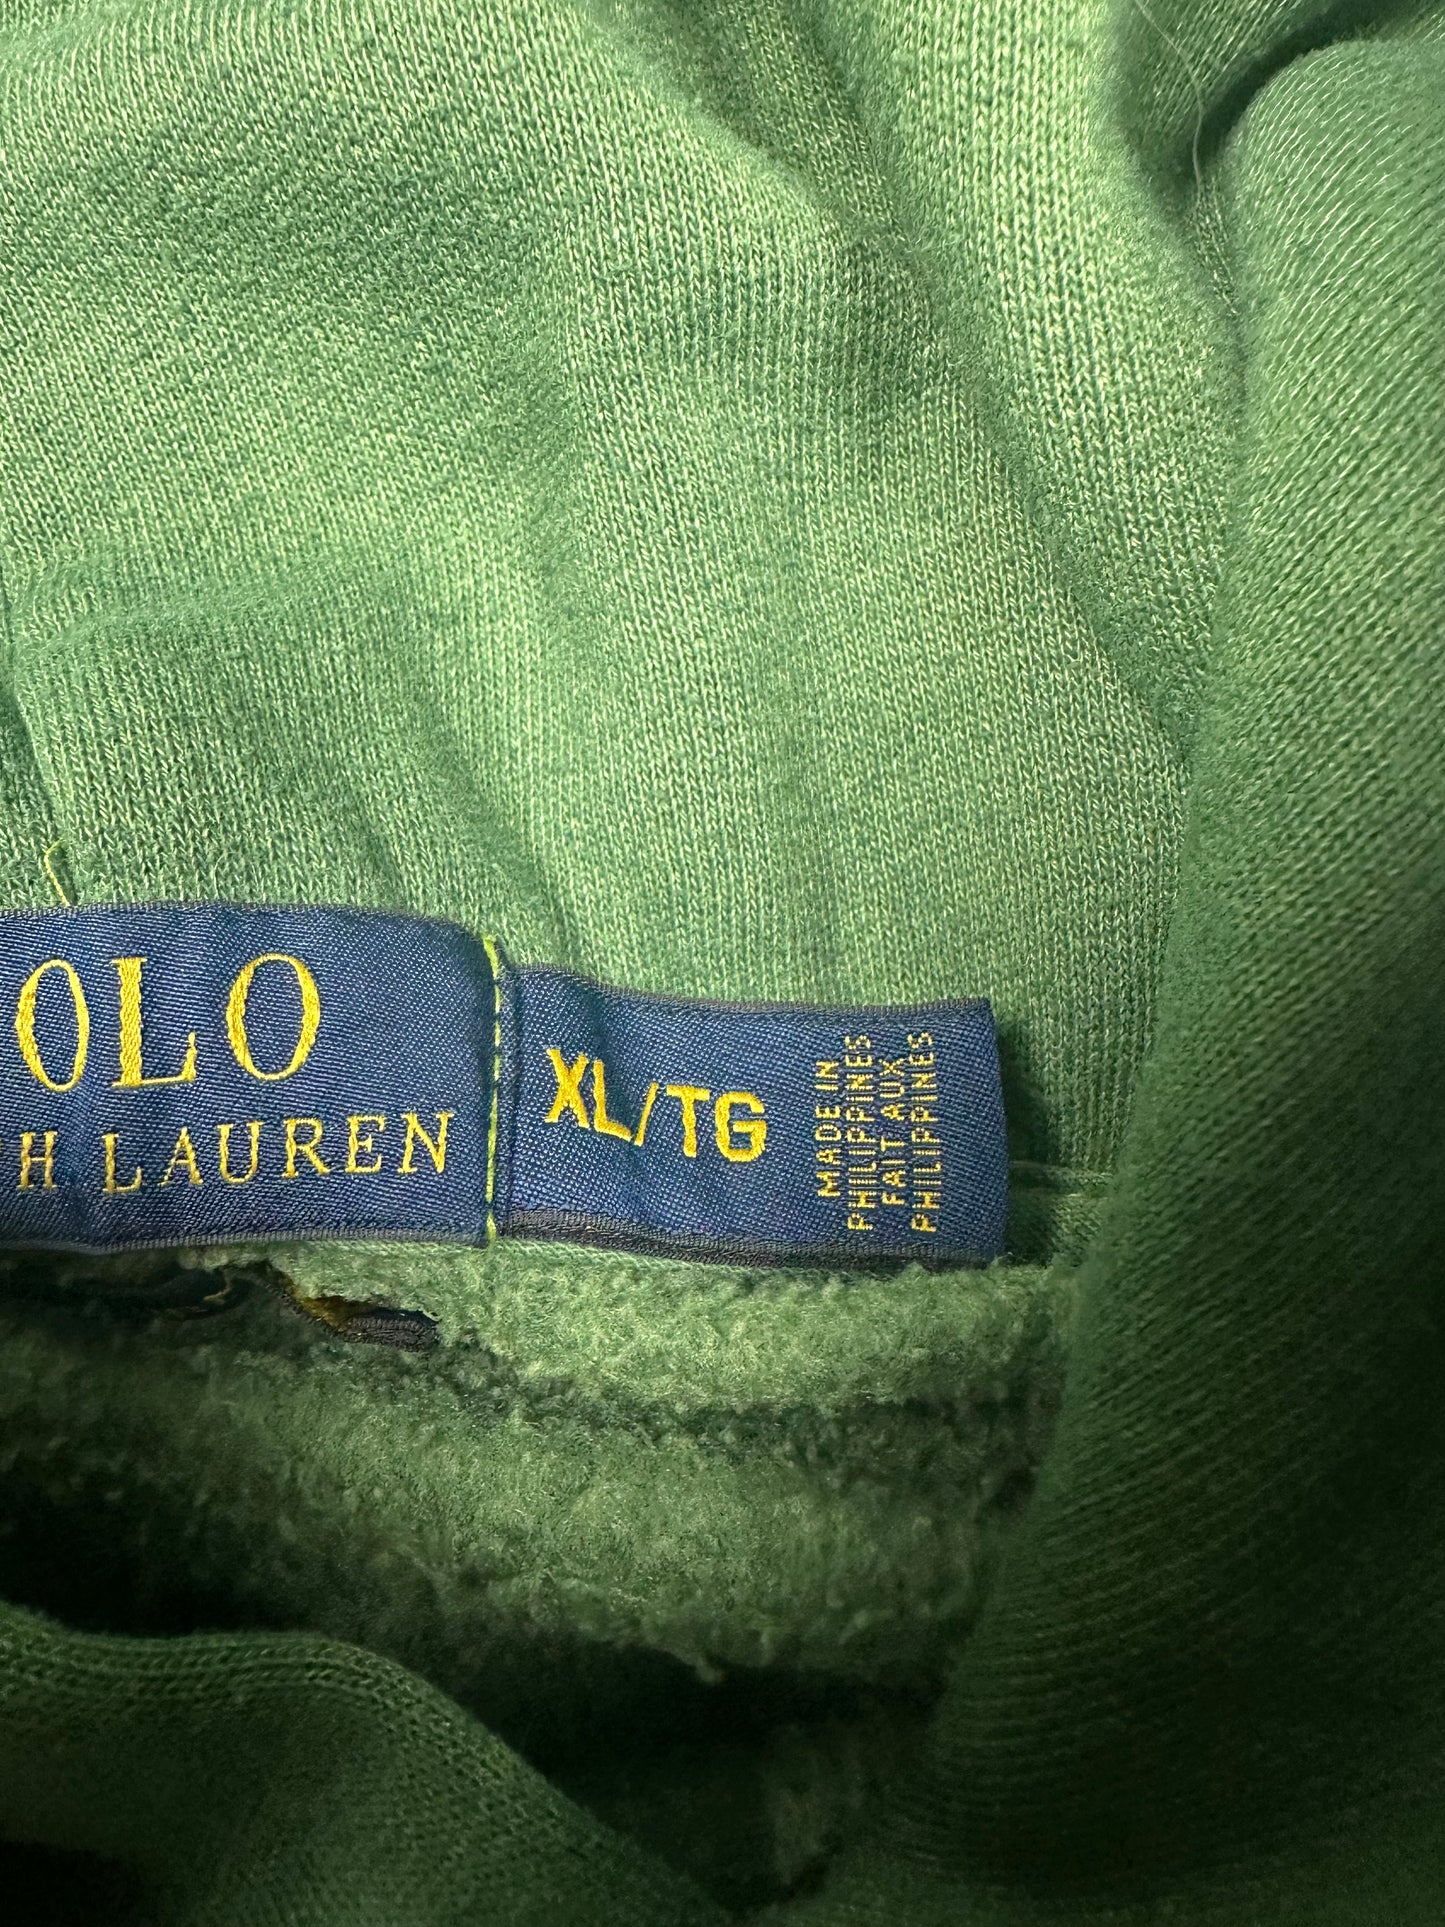 OLO
H LAUREN
XL/TG
MADE IN
PHILIPPINES
FAIT AUX
PHILIPPINES